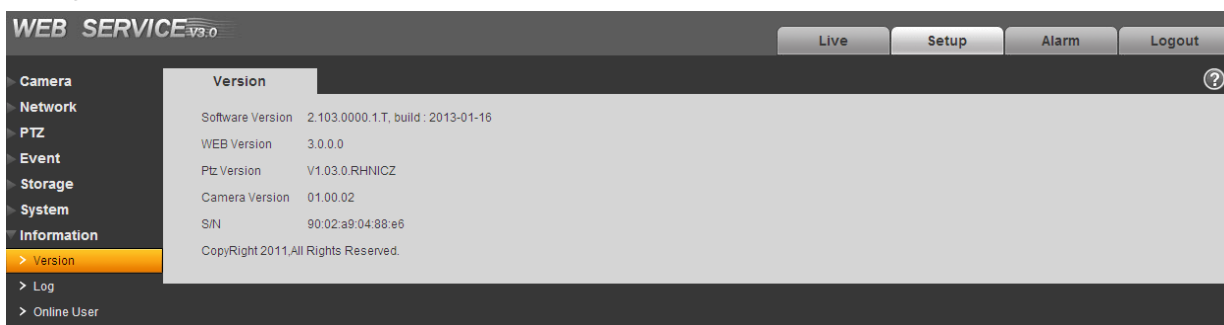 WEB SERVICE V3.0
Live
Setup
Alarm
Logout
Camera
Network
PTZ
Event
Storage
System
Information
> Version
> Log
> Online User
Version
?
Software Version 2.103.0000.1.T, build : 2013-01-16
WEB Version 3.0.0.0
Ptz Version V1.03.0.RHNICZ
Camera Version 01.00.02
S/N 90:02:a9:04:88:e6
CopyRight 2011,All Rights Reserved.